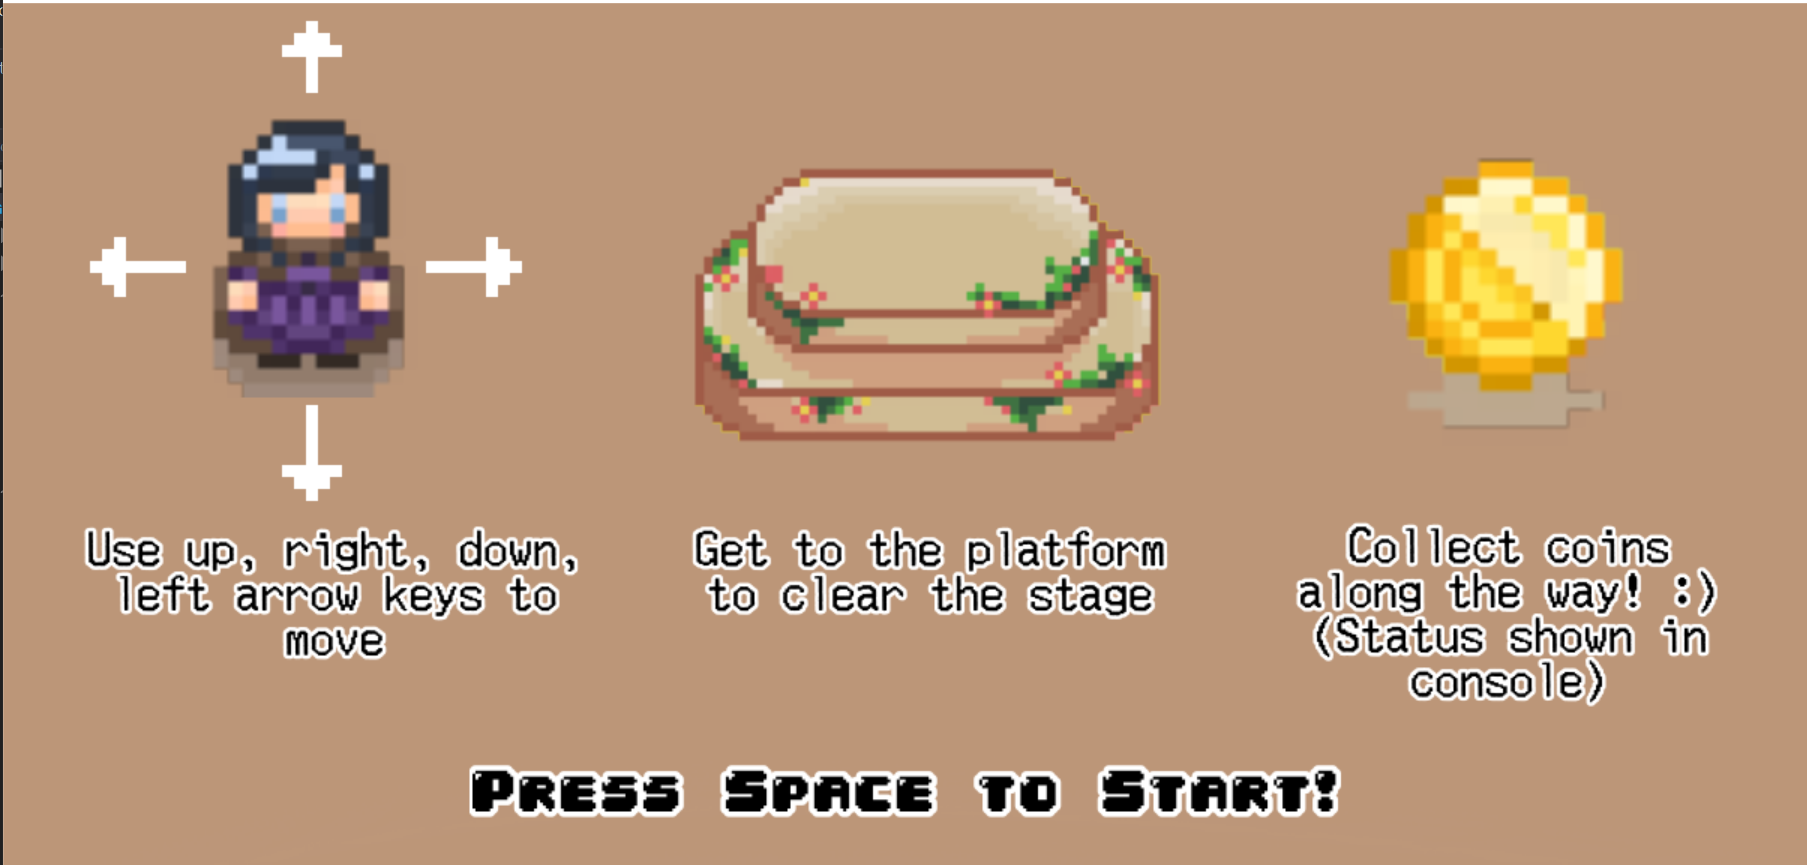 Use up, right, down,
left arrow keys to
move
Get to the platform
to clear the stage
Collect coins
along the way! :)
(Status shown in
console)
Press Space to Start!